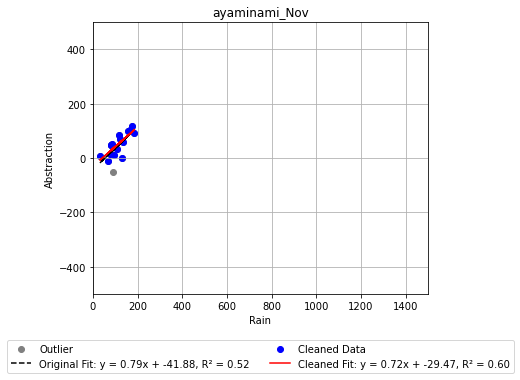 ayaminami_Nov
400
200
0
−200
−400
Abstraction
0 200 400 600 800 1000 1200 1400
Rain
Outlier
Original Fit: y = 0.79x + -41.88, R² = 0.52
Cleaned Data
Cleaned Fit: y = 0.72x + -29.47, R² = 0.60